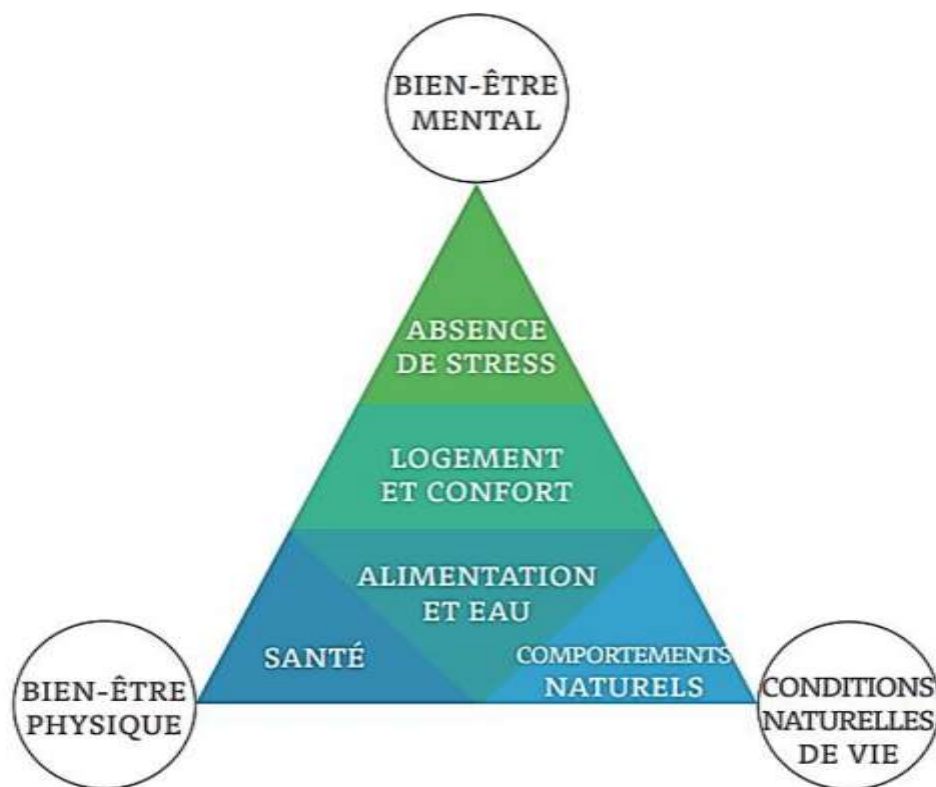 BIEN-ÊTRE
MENTAL
ABSENCE
DE STRESS
LOGEMENT
ET CONFORT
ALIMENTATION
ET EAU
SANTÉ
COMPORTEMENTS
NATURELS
BIEN-ÊTRE
PHYSIQUE
CONDITIONS
NATURELLES
DE VIE